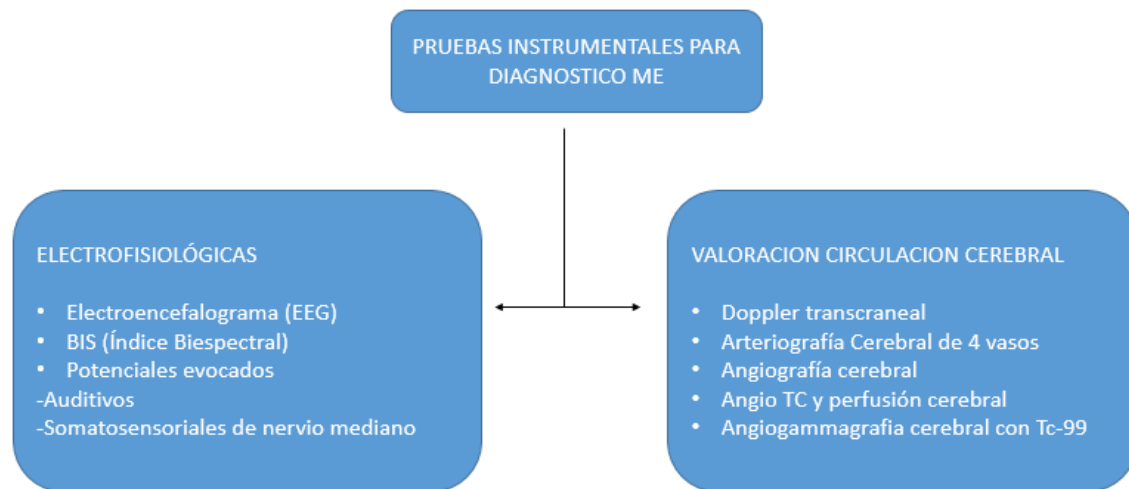 PRUEBAS INSTRUMENTALES PARA
DIAGNOSTICO ME
ELECTROFISIOLÓGICAS
• Electroencefalograma (EEG)
• BIS (Índice Biespectral)
• Potenciales evocados
-Auditivos
-Somatosensoriales de nervio mediano
VALORACION CIRCULACION CEREBRAL
• Doppler transcraneal
• Arteriografía Cerebral de 4 vasos
• Angiografía cerebral
• Angio TC y perfusión cerebral
• Angiogammagrafia cerebral con Tc-99